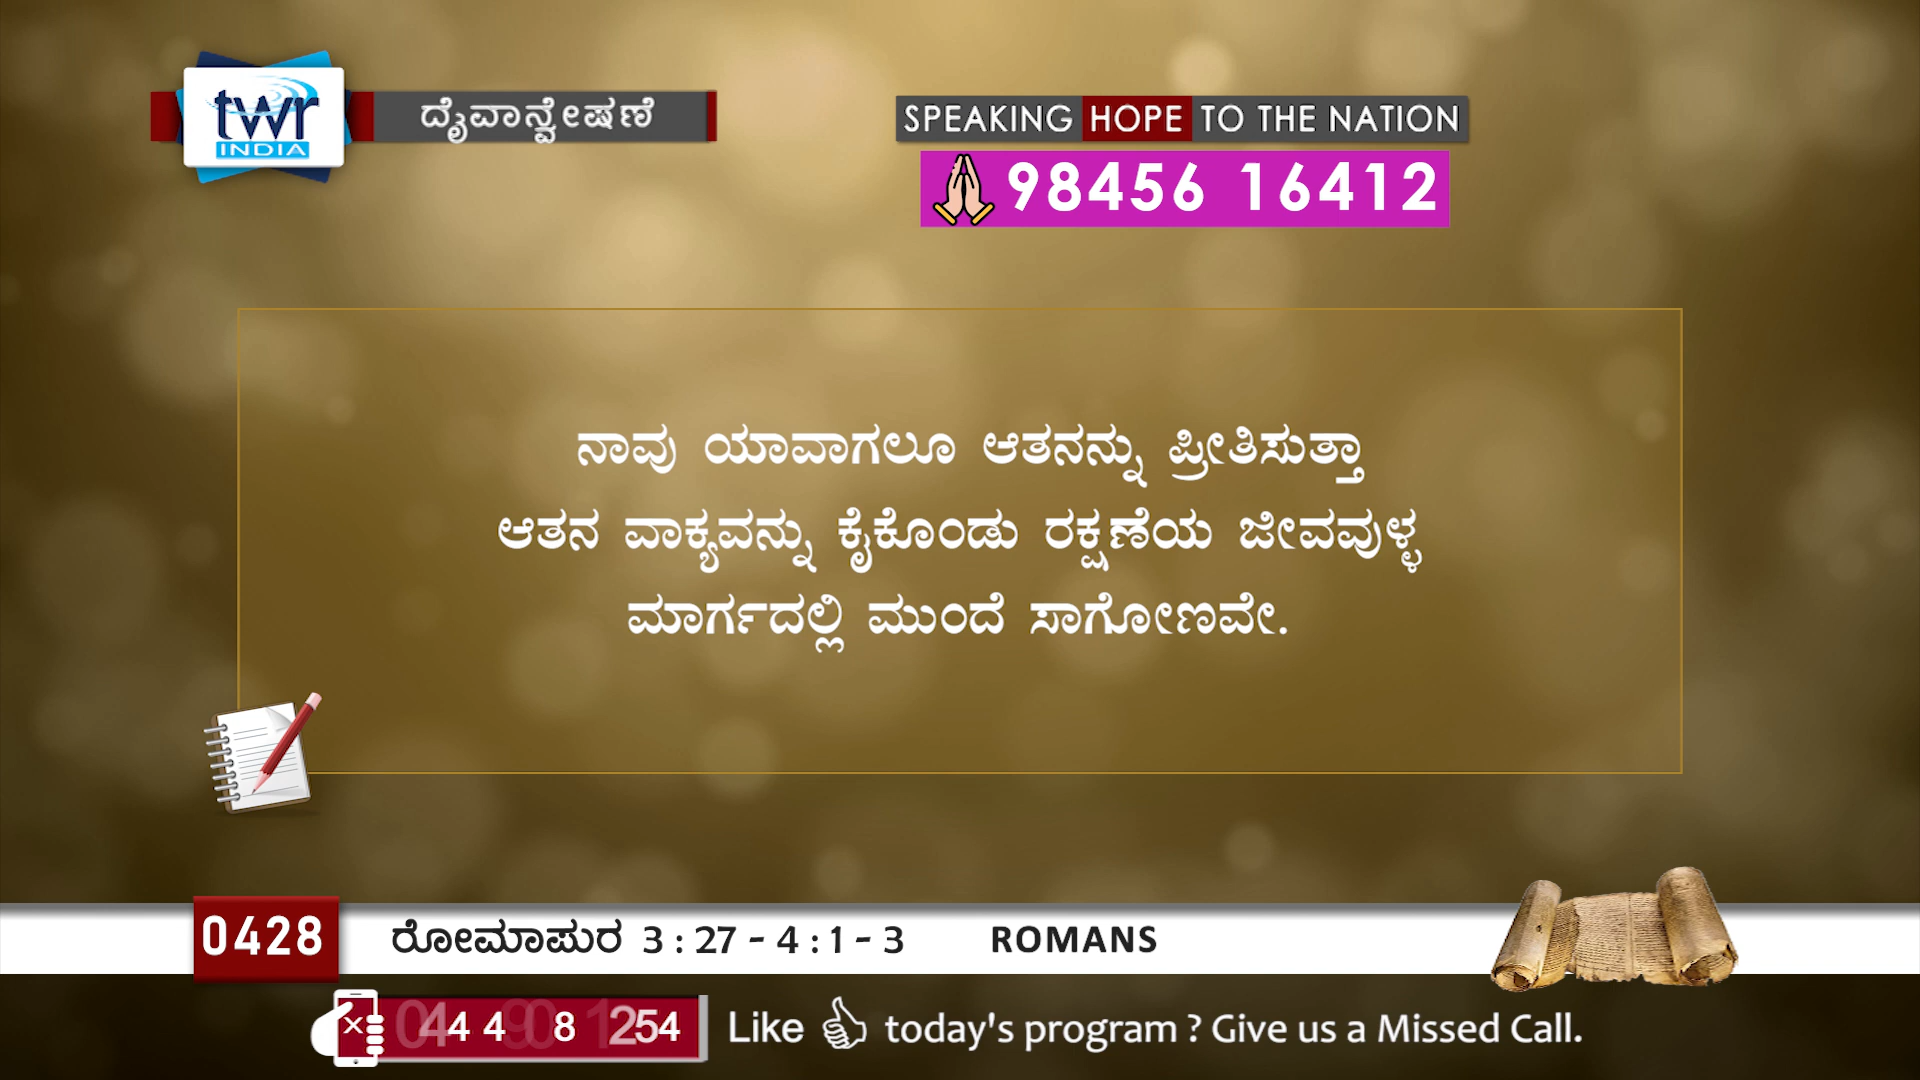 twr
INDIA
ದೈವಾನ್ವೇಷಣೆ
SPEAKING HOPE TO THE NATION
98456 16412
ನಾವು ಯಾವಾಗಲೂ ಆತನನ್ನು ಪ್ರೀತಿಸುತ್ತಾ
ಆತನ ವಾಕ್ಯವನ್ನು ಕೈಕೊಂಡು ರಕ್ಷಣೆಯ ಜೀವವುಳ್ಳ
ಮಾರ್ಗದಲ್ಲಿ ಮುಂದೆ ಸಾಗೋಣವೇ.
0428 ರೋಮಾಪುರ 3 : 27 - 4 : 1 - 3 ROMANS
Like today's program ? Give us a Missed Call.